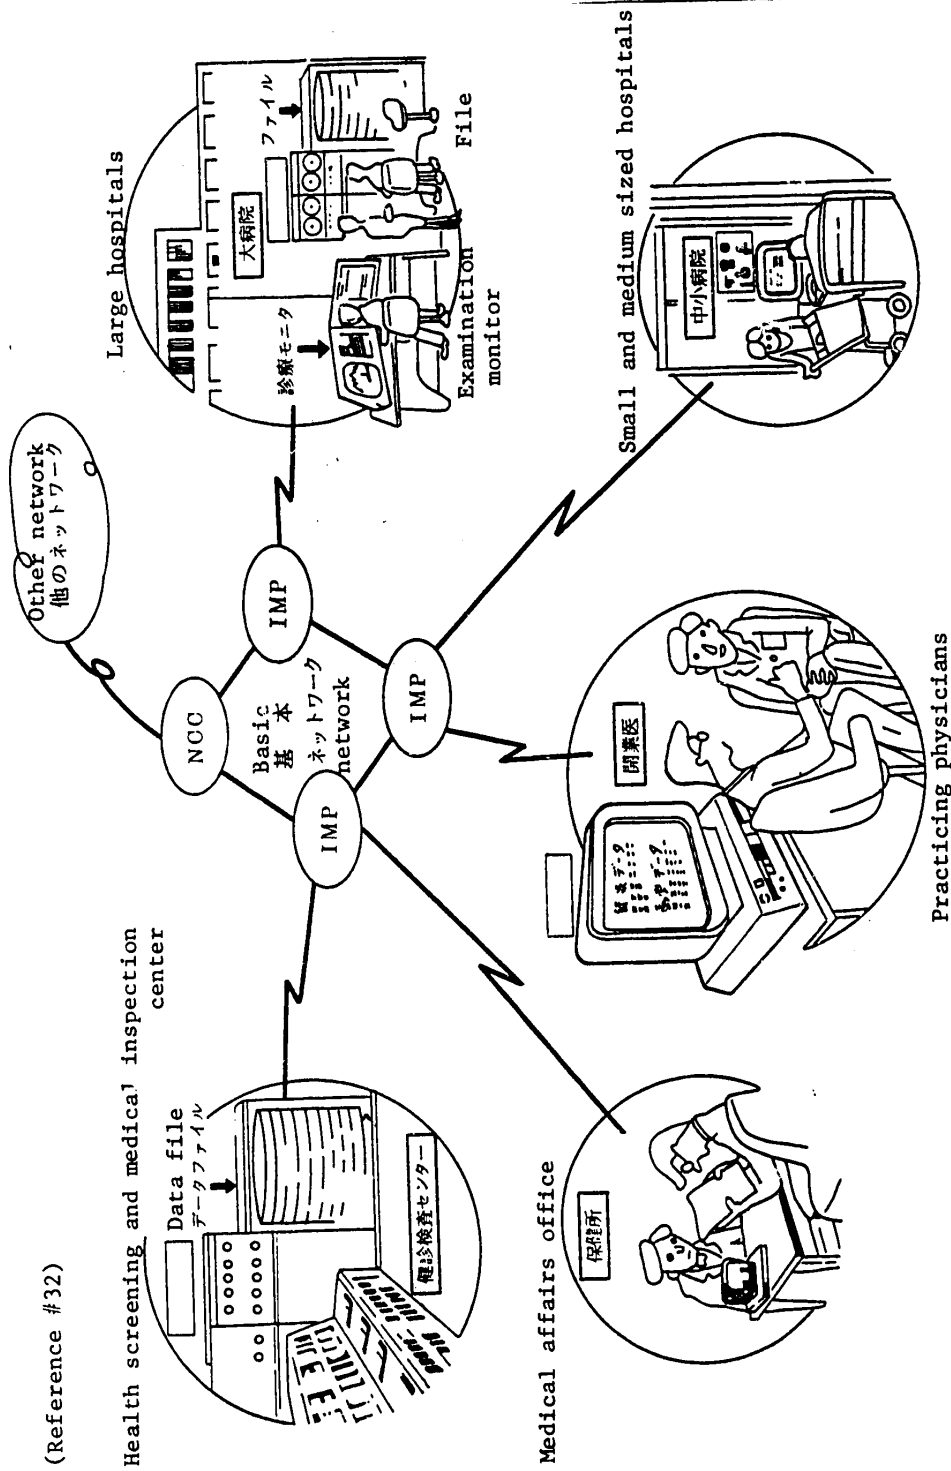 (Reference #32)
Health screening and medical inspection
center
Data file
データファイル
健診検査センター
Other network
他のネットワーク
NCC
IMP
IMP
IMP
Basic
基本
ネットワーク
network
Large hospitals
大病院
ファイル
File
診療モニタ
Examination
monitor
Medical affairs office
保健所
Practicing physicians
開業医
Small and medium sized hospitals
中小病院